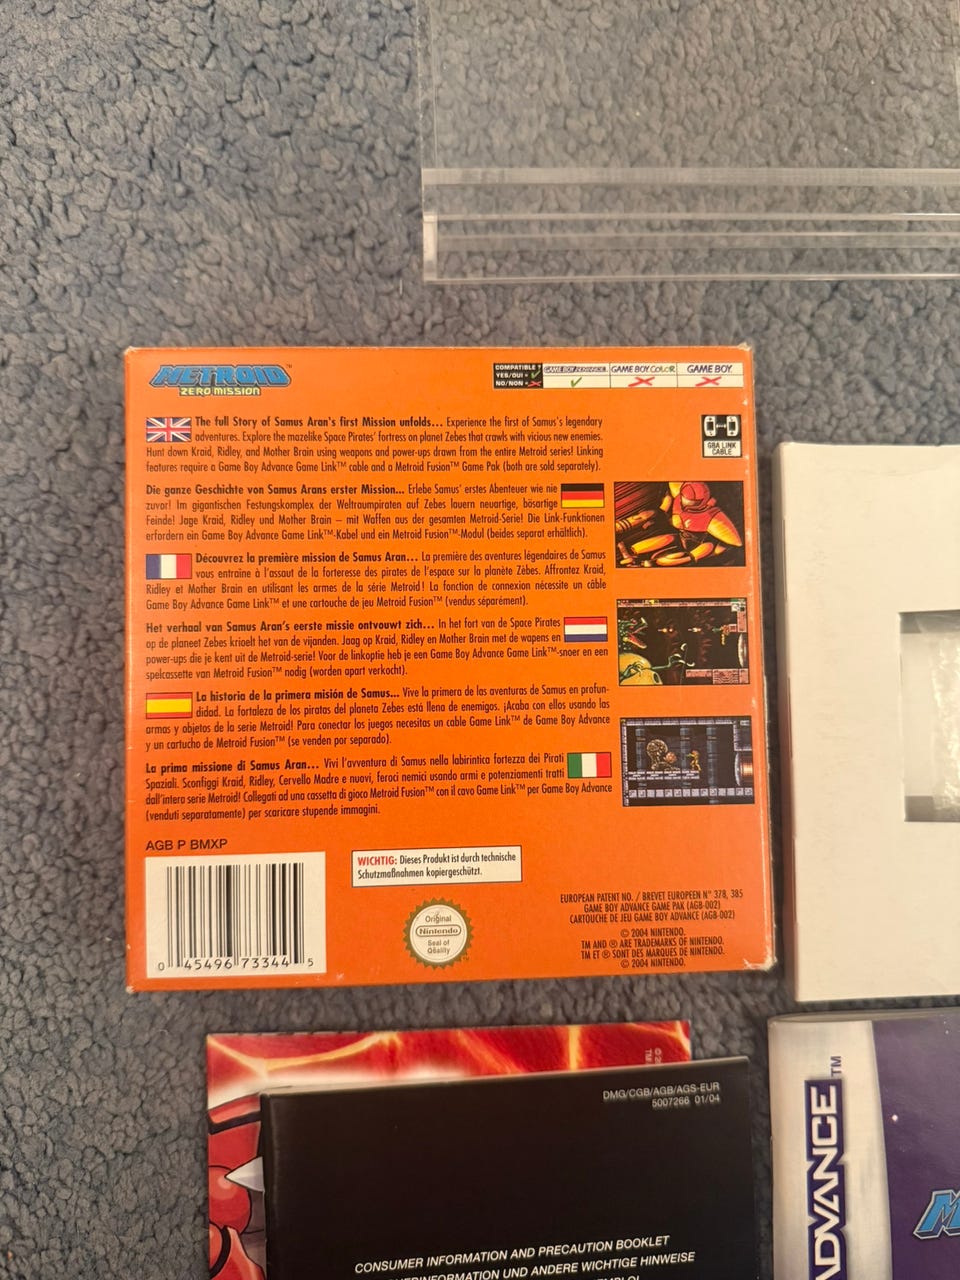 METROID™
ZERO MISSION
COMPATIBLE?
YES/OUI =
NO/NON =
GAME BOY ADVANCE
GAME BOY COLOR
GAME BOY
GBA LINK
CABLE
The full Story of Samus Aran's first Mission unfolds... Experience the first of Samus's legendary
adventures. Explore the mazelike Space Pirates' fortress on planet Zebes that crawls with vicious new enemies.
Hunt down Kraid, Ridley, and Mother Brain using weapons and power-ups drawn from the entire Metroid series! Linking
features require a Game Boy Advance Game Link™ cable and a Metroid Fusion™ Game Pak (both are sold separately).
Die ganze Geschichte von Samus Arans erster Mission... Erlebe Samus' erstes Abenteuer wie nie
zuvor! Im gigantischen Festungskomplex der Weltraumpiraten auf Zebes lauern neuartige, bösartige
Feinde! Jage Kraid, Ridley und Mother Brain – mit Waffen aus der gesamten Metroid-Serie! Die Link-Funktionen
erfordern ein Game Boy Advance Game Link™-Kabel und ein Metroid Fusion™-Modul (beides separat erhältlich).
Découvrez la première mission de Samus Aran... La première des aventures légendaires de Samus
vous entraîne à l'assaut de la forteresse des pirates de l'espace sur la planète Zèbes. Affrontez Kraid,
Ridley et Mother Brain en utilisant les armes de la série Metroid! La fonction de connexion nécessite un câble
Game Boy Advance Game Link™ et une cartouche de jeu Metroid Fusion™ (vendus séparément).
Het verhaal van Samus Aran's eerste missie ontvouwt zich... In het fort van de Space Pirates
op de planeet Zebes krioelt het van de vijanden. Jaag op Kraid, Ridley en Mother Brain met de wapens en
power-ups die je kent uit de Metroid-serie! Voor de linkoptie heb je een Game Boy Advance Game Link™-snoer en een
spelcassette van Metroid Fusion™ nodig (worden apart verkocht).
La historia de la primera misión de Samus... Vive la primera de las aventuras de Samus en profun-
didad. La fortaleza de los piratas del planeta Zebes está llena de enemigos. ¡Acaba con ellos usando las
armas y objetos de la serie Metroid! Para conectar los juegos necesitas un cable Game Link™ de Game Boy Advance
y un cartucho de Metroid Fusion™ (se venden por separado).
La prima missione di Samus Aran... Vivi l'avventura di Samus nella labirintica fortezza dei Pirati
Spaziali. Sconfiggi Kraid, Ridley, Cervello Madre e nuovi, feroci nemici usando armi e potenziamenti tratti
dall'intera serie Metroid! Collegati ad una cassetta di gioco Metroid Fusion™ con il cavo Game Link™ per Game Boy Advance
(venduti separatamente) per scaricare stupende immagini.
AGB P BMXP
0 45496 73344 5
WICHTIG: Dieses Produkt ist durch technische
Schutzmaßnahmen kopiergeschützt.
Original
Nintendo
Seal of
Quality
EUROPEAN PATENT NO. / BREVET EUROPEEN N° 378, 385
GAME BOY ADVANCE GAME PAK (AGB-002)
CARTOUCHE DE JEU GAME BOY ADVANCE (AGB-002)
© 2004 NINTENDO.
TM AND ® ARE TRADEMARKS OF NINTENDO.
TM ET ® SONT DES MARQUES DE NINTENDO.
© 2004 NINTENDO.
DMG/CGB/AGB/AGS-EUR
5007266 01/04
CONSUMER INFORMATION AND PRECAUTION BOOKLET
ERINFORMATION UND ANDERE WICHTIGE HINWEISE
ADVANCE™